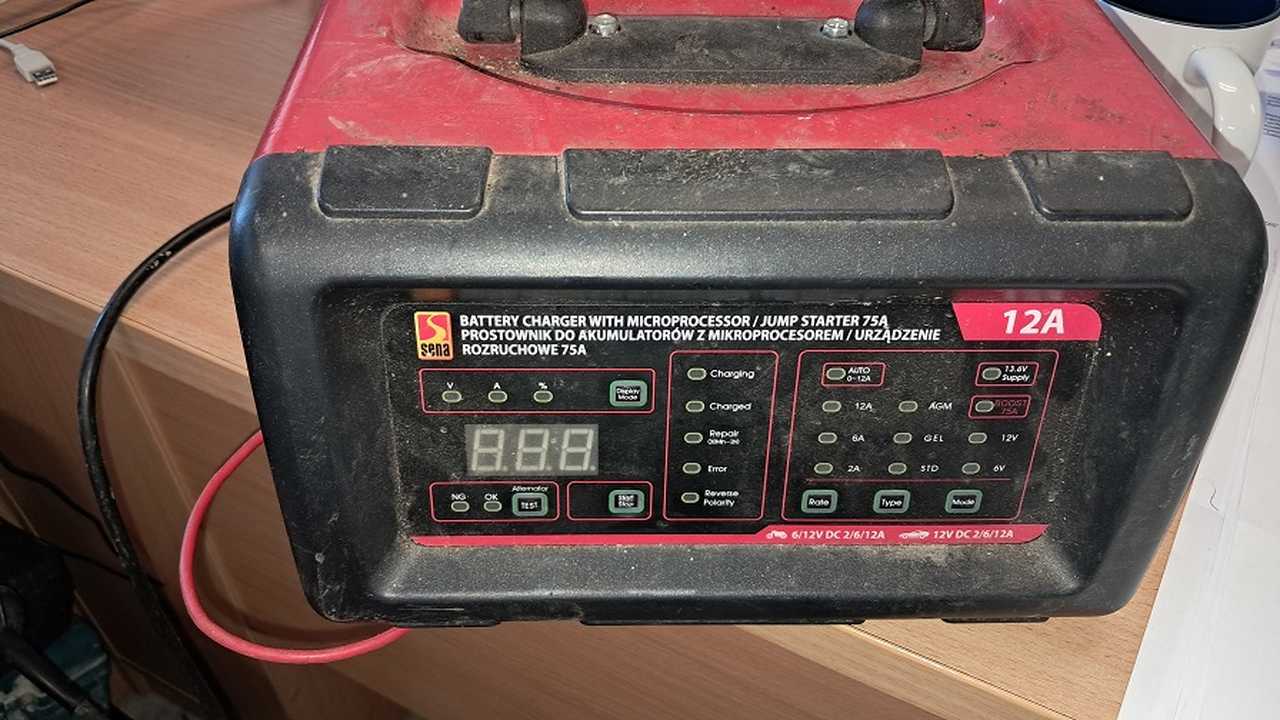 BATTERY CHARGER WITH MICROPROCESSOR / JUMP STARTER 75A
PROSTOWNIK DO AKUMULATORÓW Z MIKROPROCESOREM / URZĄDZENIE
ROZRUCHOWE 75A
12A
sena
V A %
Display
Mode
8.8.8
NG OK
Alternator
TEST
Start
Stop
Charging
Charged
Repair
Error
Reverse
Polarity
AUTO
0~12A
13.6V
Supply
12A AGM BOOST
75A
6A GEL 12V
2A STD 6V
Rate Type Mode
6/12V DC 2/6/12A 12V DC 2/6/12A